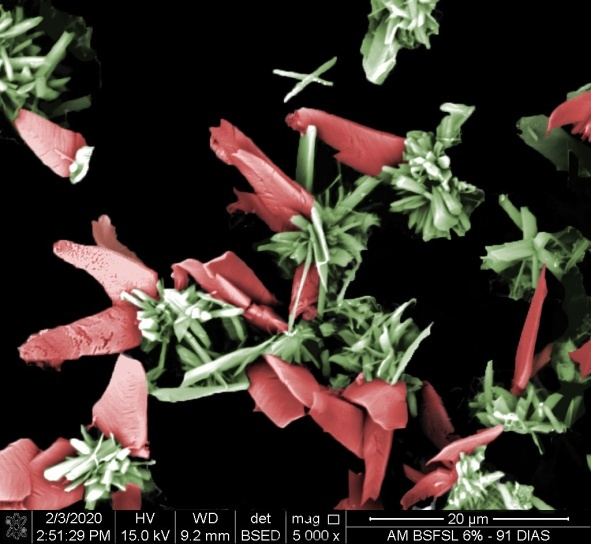 2/3/2020 HV WD det mag □ 20 µm
2:51:29 PM 15.0 kV 9.2 mm BSED 5 000 x AM BSFSL 6% - 91 DIAS